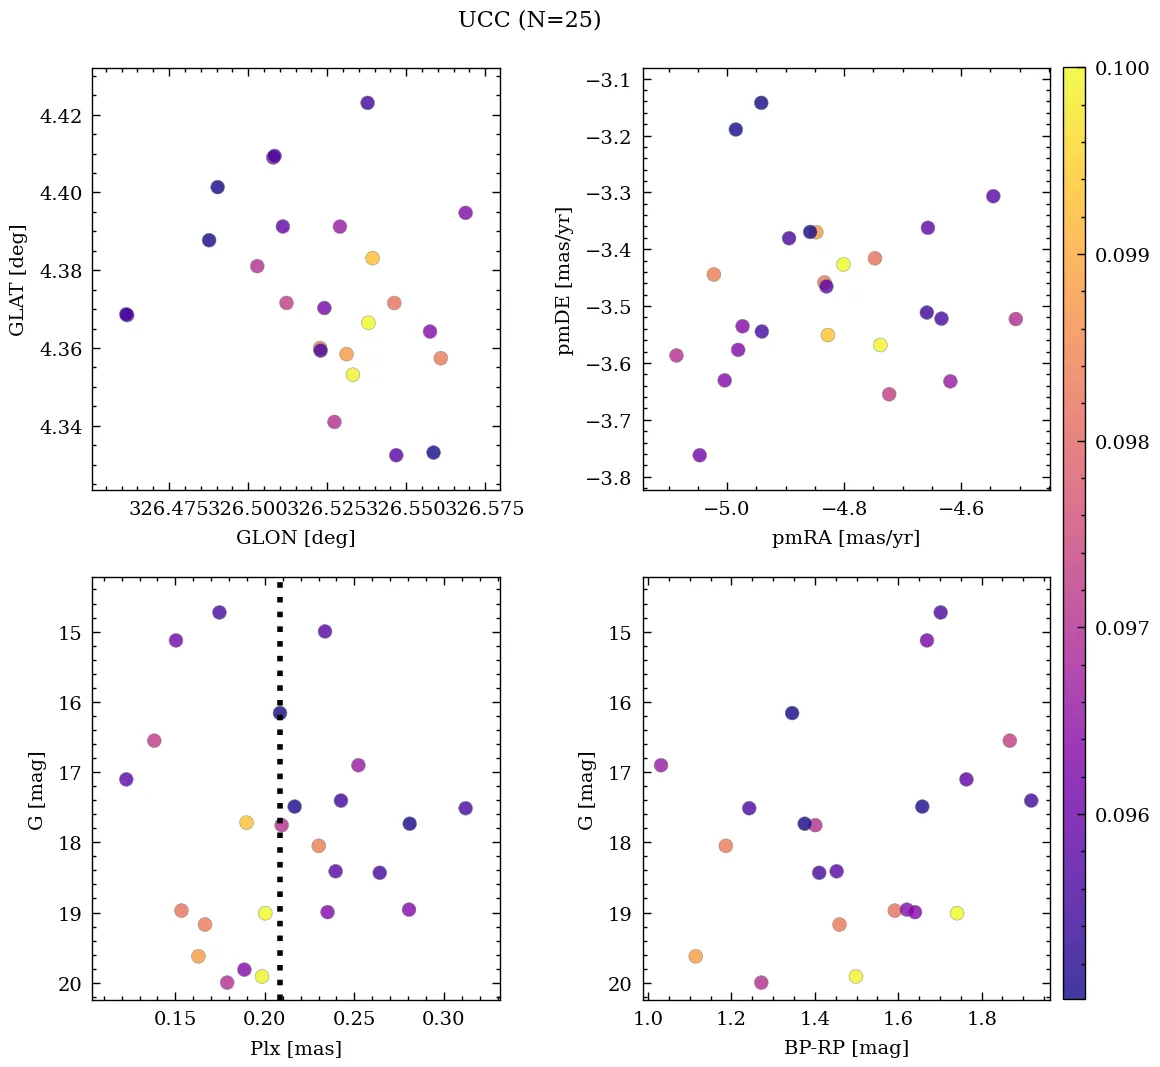 UCC (N=25)
4.42
4.40
4.38
4.36
4.34
GLAT [deg]
326.475326.500326.525326.550326.575
GLON [deg]
−3.1
−3.2
−3.3
−3.4
−3.5
−3.6
−3.7
−3.8
pmDE [mas/yr]
−5.0 −4.8 −4.6
pmRA [mas/yr]
0.100
0.099
0.098
0.097
0.096
15
16
17
18
19
20
G [mag]
0.15 0.20 0.25 0.30
Plx [mas]
15
16
17
18
19
20
G [mag]
1.0 1.2 1.4 1.6 1.8
BP-RP [mag]